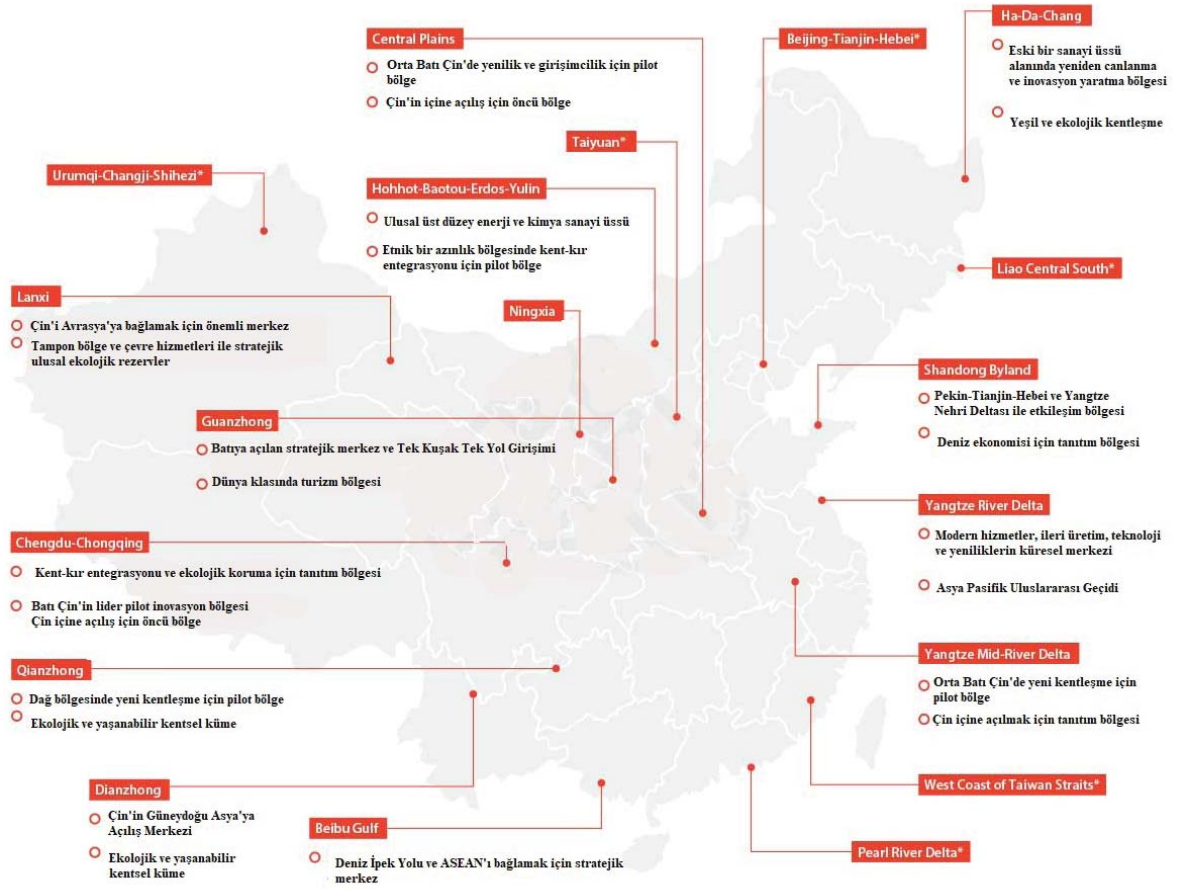 Central Plains
Orta Batı Çin'de yenilik ve girişimcilik için pilot
bölge
Çin'in içine açılış için öncü bölge
Beijing-Tianjin-Hebei*
Ha-Da-Chang
Eski bir sanayi üssü
alanında yeniden canlanma
ve inovasyon yaratma bölgesi
Yeşil ve ekolojik kentleşme
Taiyuan*
Urumqi-Changji-Shihezi*
Hohhot-Baotou-Erdos-Yulin
Ulusal üst düzey enerji ve kimya sanayi üssü
Etnik bir azınlık bölgesinde kent-kır
entegrasyonu için pilot bölge
Liao Central South*
Lanxi
Çin'i Avrasya'ya bağlamak için önemli merkez
Tampon bölge ve çevre hizmetleri ile stratejik
ulusal ekolojik rezervler
Ningxia
Shandong Byland
Pekin-Tianjin-Hebei ve Yangtze
Nehri Deltası ile etkileşim bölgesi
Deniz ekonomisi için tanıtım bölgesi
Guanzhong
Batıya açılan stratejik merkez ve Tek Kuşak Tek Yol Girişimi
Dünya klasında turizm bölgesi
Yangtze River Delta
Modern hizmetler, ileri üretim, teknoloji
ve yeniliklerin küresel merkezi
Asya Pasifik Uluslararası Geçidi
Chengdu-Chongqing
Kent-kır entegrasyonu ve ekolojik koruma için tanıtım bölgesi
Batı Çin'in lider pilot inovasyon bölgesi
Çin içine açılış için öncü bölge
Yangtze Mid-River Delta
Orta Batı Çin'de yeni kentleşme için
pilot bölge
Çin içine açılmak için tanıtım bölgesi
Qianzhong
Dağ bölgesinde yeni kentleşme için pilot bölge
Ekolojik ve yaşanabilir kentsel küme
West Coast of Taiwan Straits*
Dianzhong
Çin'in Güneydoğu Asya'ya
Açılış Merkezi
Ekolojik ve yaşanabilir
kentsel küme
Beibu Gulf
Deniz İpek Yolu ve ASEAN'ı bağlamak için stratejik
merkez
Pearl River Delta*